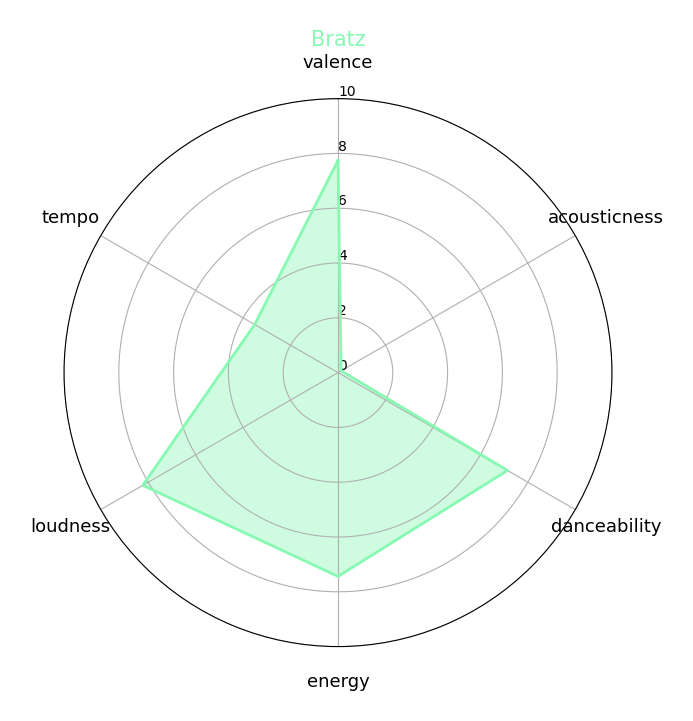 Bratz
valence
10
8
tempo
acousticness
6
4
2
0
loudness
danceability
energy